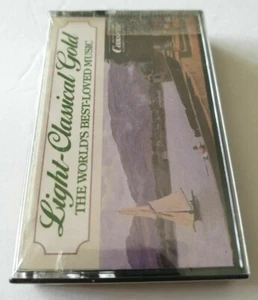 Light-Classical Gold
THE WORLD'S BEST-LOVED MUSIC